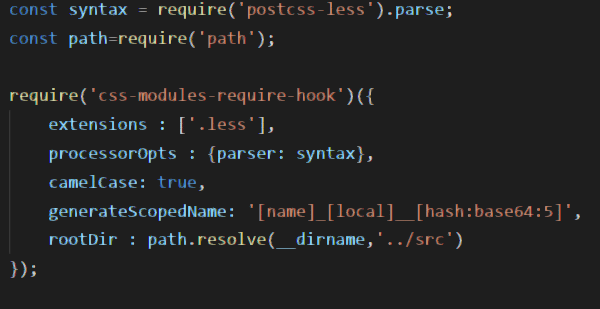 const syntax = require('postcss-less').parse;
const path=require('path');
require('css-modules-require-hook')({
extensions : ['.less'],
processorOpts : {parser: syntax},
camelCase: true,
generateScopedName: '[name]_[local]__[hash:base64:5]',
rootDir : path.resolve(__dirname,'../src')
});